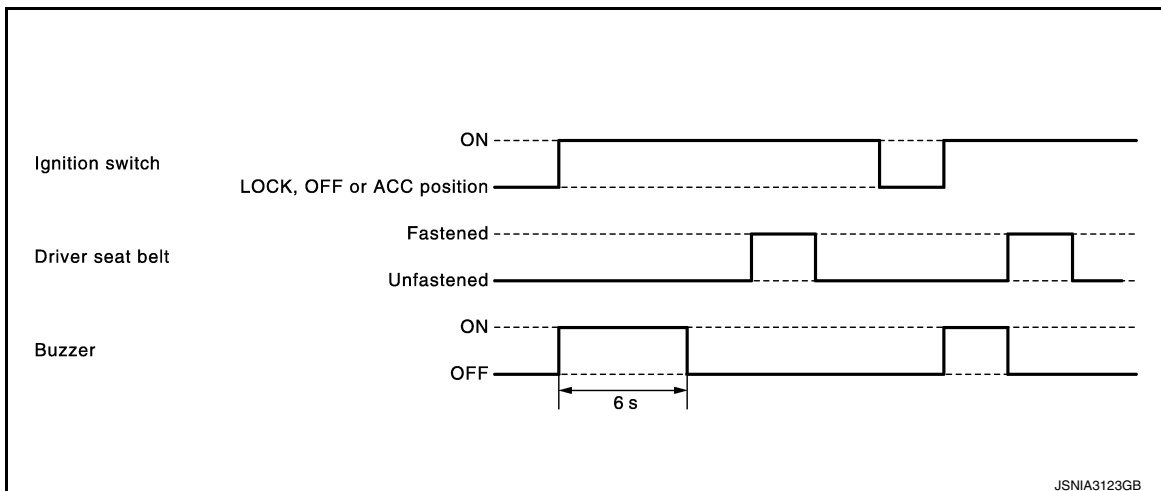 ON
Ignition switch
LOCK, OFF or ACC position
Fastened
Driver seat belt
Unfastened
ON
Buzzer
OFF
6 s
JSNIA3123GB